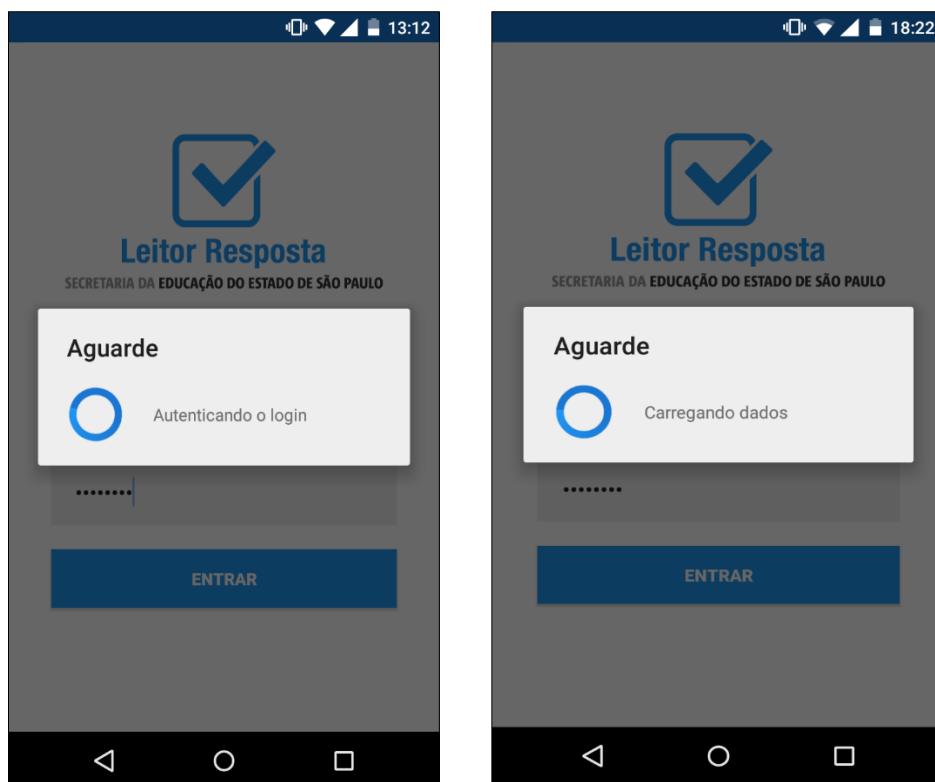 13:12
Leitor Resposta
SECRETARIA DA EDUCAÇÃO DO ESTADO DE SÃO PAULO
Aguarde
Autenticando o login
ENTRAR
18:22
Leitor Resposta
SECRETARIA DA EDUCAÇÃO DO ESTADO DE SÃO PAULO
Aguarde
Carregando dados
ENTRAR